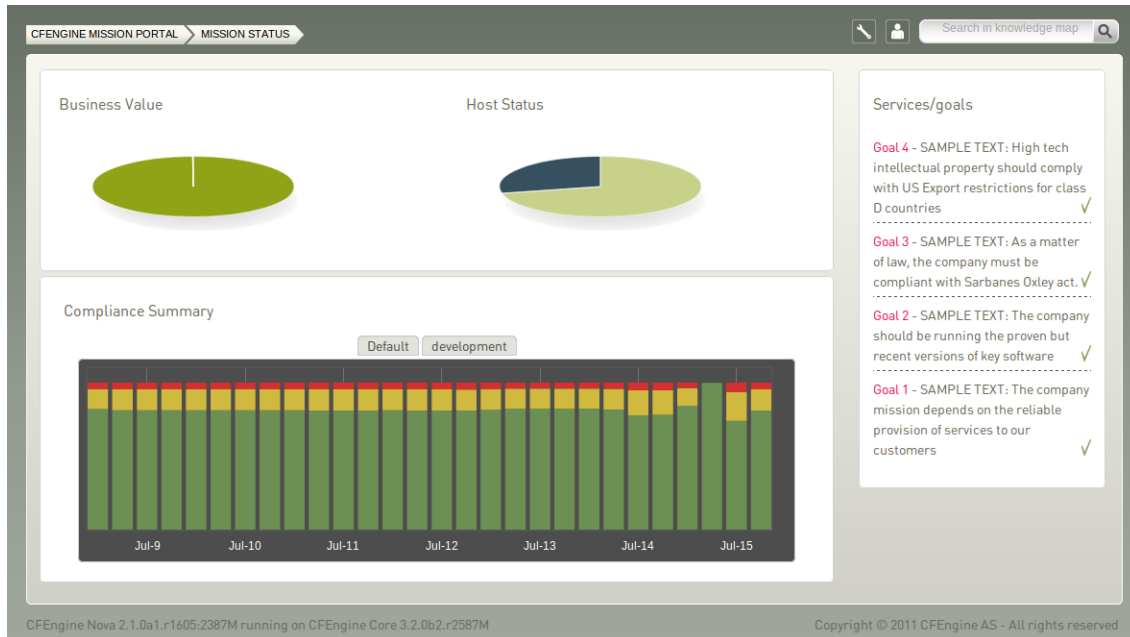 CFENGINE MISSION PORTAL MISSION STATUS
Search in knowledge map
Business Value
Host Status
Services/goals
Goal 4 - SAMPLE TEXT: High tech
intellectual property should comply
with US Export restrictions for class
D countries
Goal 3 - SAMPLE TEXT: As a matter
of law, the company must be
compliant with Sarbanes Oxley act.
Goal 2 - SAMPLE TEXT: The company
should be running the proven but
recent versions of key software
Goal 1 - SAMPLE TEXT: The company
mission depends on the reliable
provision of services to our
customers
Compliance Summary
Default development
Jul-9 Jul-10 Jul-11 Jul-12 Jul-13 Jul-14 Jul-15
CFEngine Nova 2.1.0a1.r1605:2387M running on CFEngine Core 3.2.0b2.r2587M
Copyright © 2011 CFEngine AS - All rights reserved